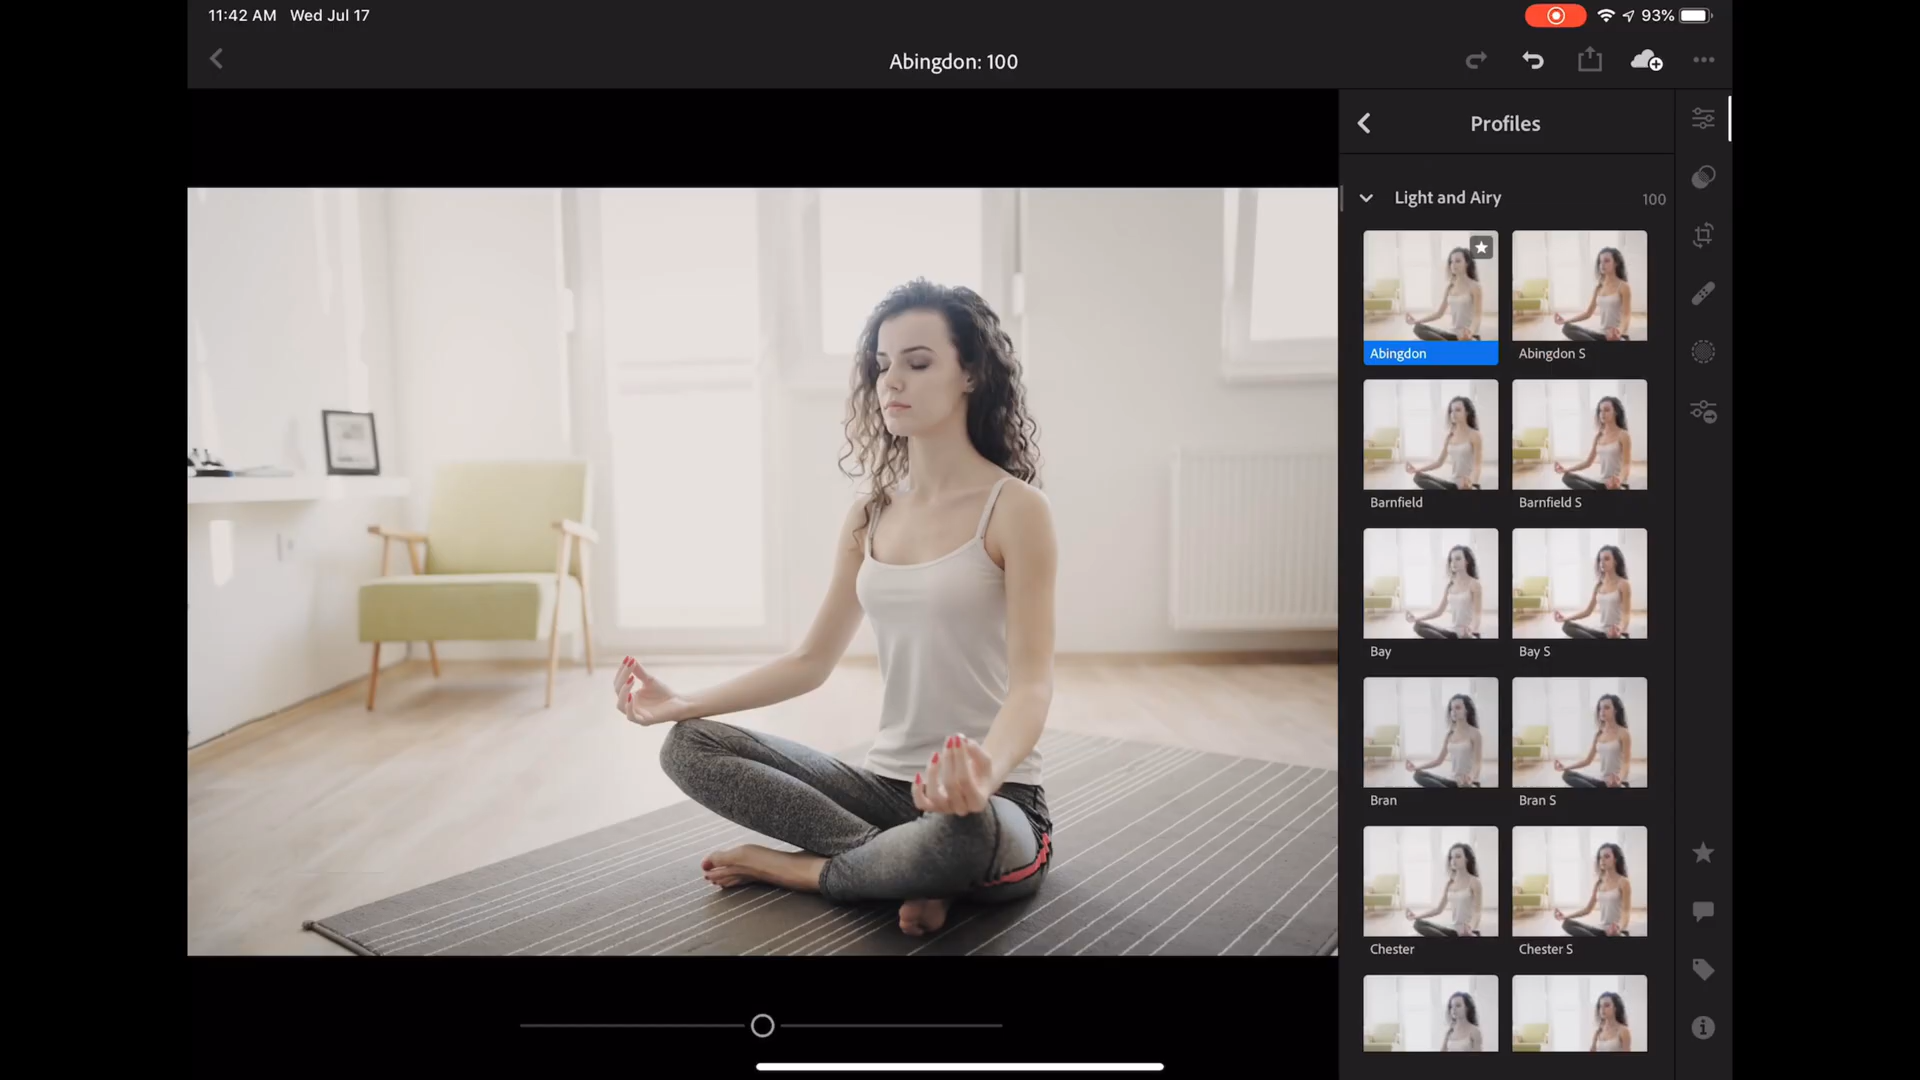 11:42 AM Wed Jul 17
93%
Abingdon: 100
Profiles
Light and Airy 100
Abingdon
Abingdon S
Barnfield
Barnfield S
Bay
Bay S
Bran
Bran S
Chester
Chester S